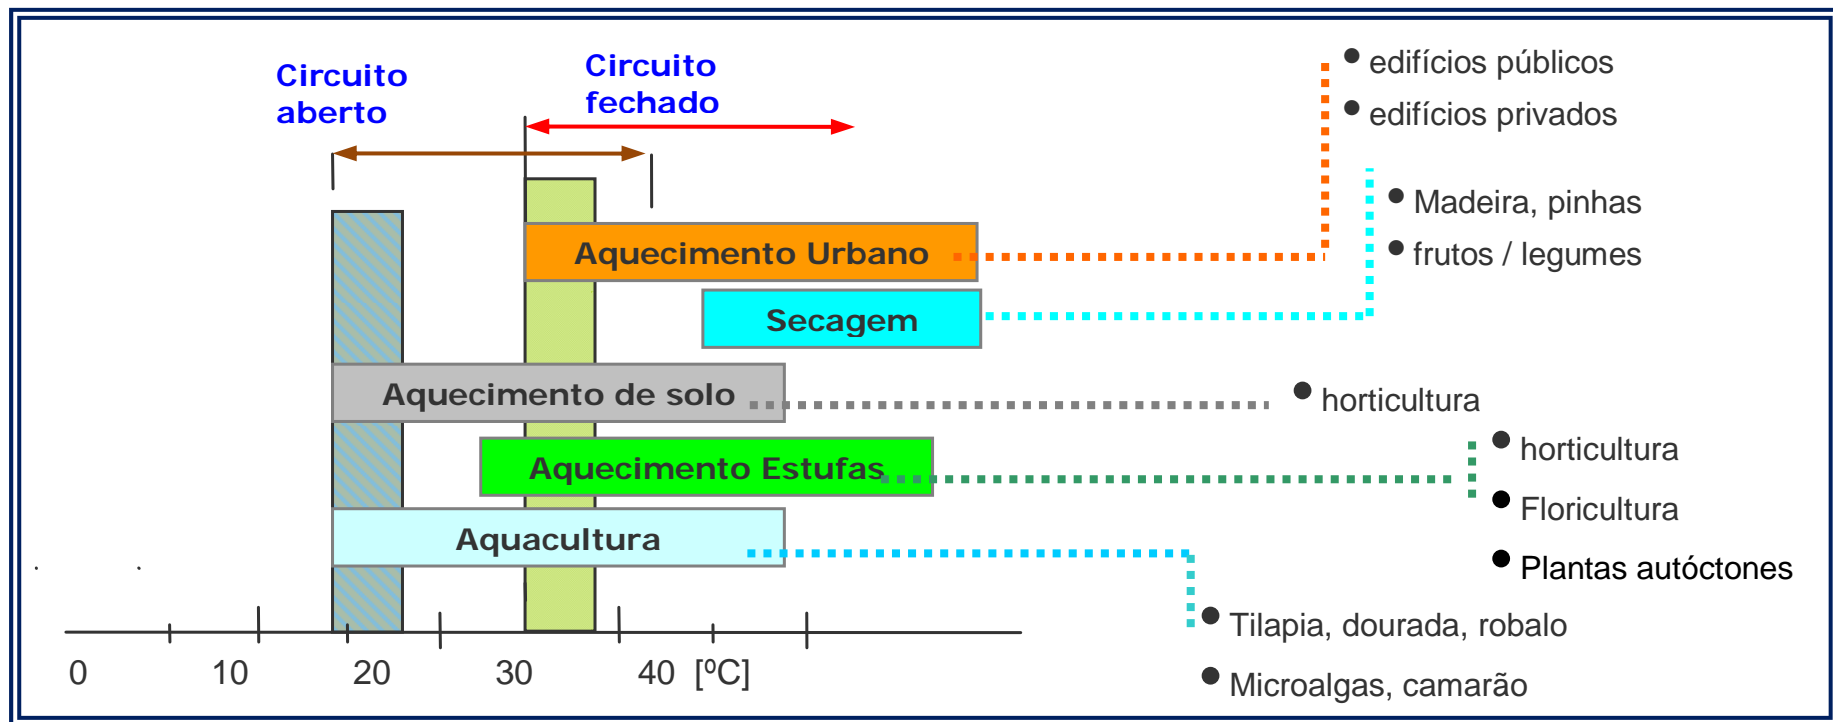 Circuito
aberto
Circuito
fechado
• edifícios públicos
• edifícios privados
• Madeira, pinhas
• frutos / legumes
Aquecimento Urbano
Secagem
Aquecimento de solo
• horticultura
Aquecimento Estufas
• horticultura
• Floricultura
• Plantas autóctones
Aquacultura
• Tilapia, dourada, robalo
• Microalgas, camarão
0 10 20 30 40 [ºC]